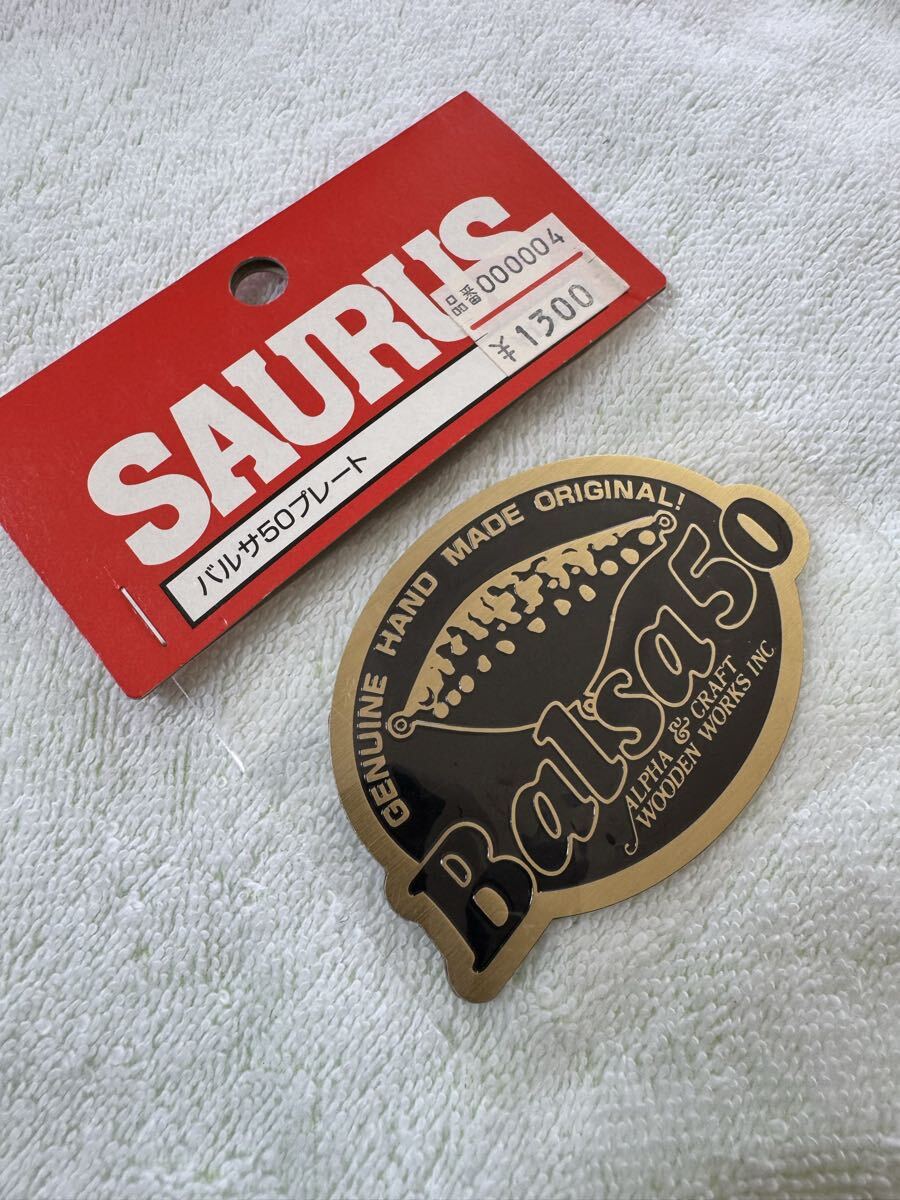 SAURUS
品番 000004
¥1300
バルサ50プレート
GENUINE HAND MADE ORIGINAL!
Balsa50
ALPHA & CRAFT
WOODEN WORKS INC